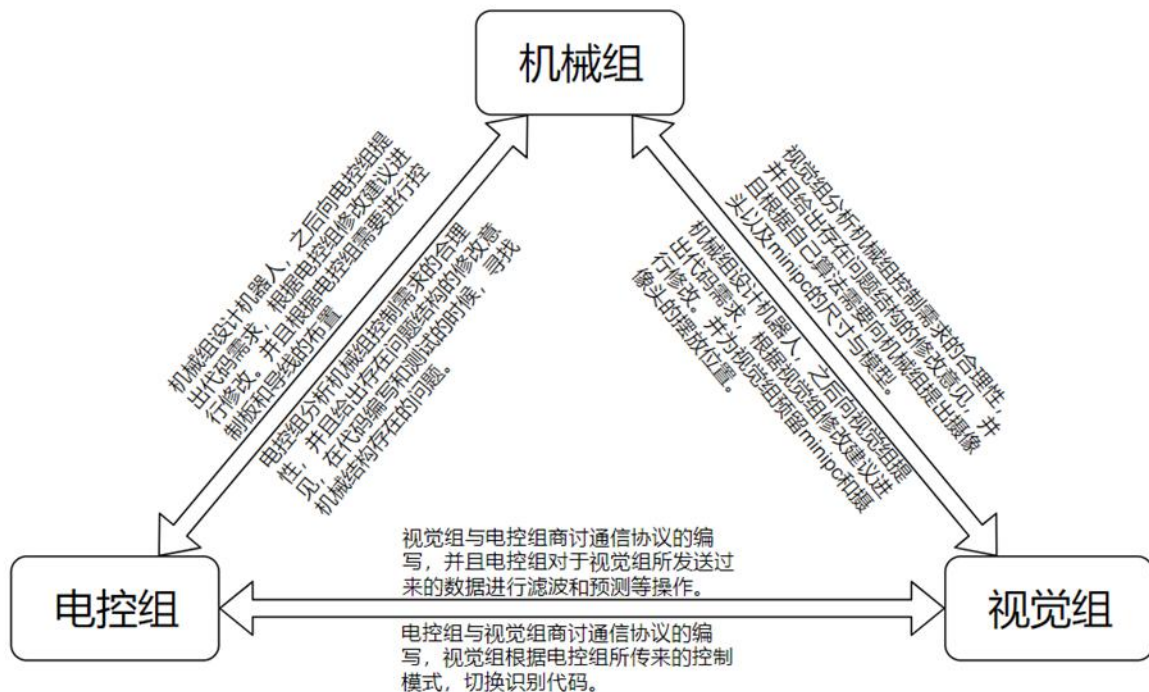 机械组
机械组设计机器人，之后向电控组提
出代码需求，根据电控组修改建议进
行修改。并且根据电控组需要进行控
制板和导线的布置
电控组分析机械组控制需求的合理
性，并且给出存在问题结构的修改意
见，在代码编写和测试的时候，寻找
机械结构存在的问题。
视觉组分析机械组控制需求的合理性，
并且给出存在问题结构的修改意见，并
且根据自己算法需要向机械组提出摄像
头以及minipc的尺寸与模型。
机械组设计机器人，之后向视觉组提
出代码需求，根据视觉组修改建议进
行修改。并为视觉组预留minipc和摄
像头的摆放位置。
视觉组与电控组商讨通信协议的编
写，并且电控组对于视觉组所发送过
来的数据进行滤波和预测等操作。
电控组
视觉组
电控组与视觉组商讨通信协议的编
写，视觉组根据电控组所传来的控制
模式，切换识别代码。